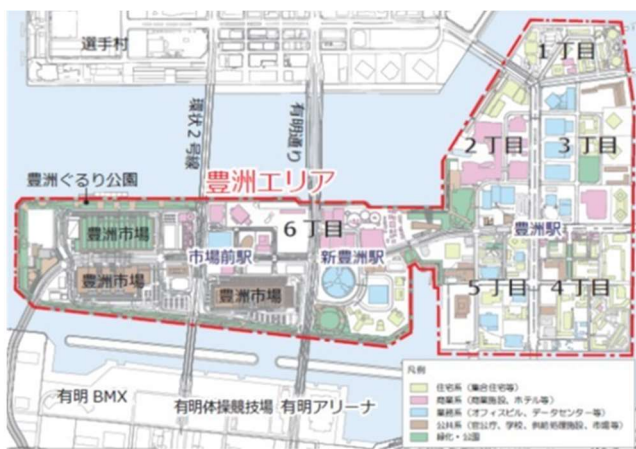 選手村
環状2号線
有明通り
1丁目
2丁目
3丁目
豊洲ぐるり公園
豊洲エリア
豊洲市場
市場前駅
6丁目
新豊洲駅
豊洲駅
豊洲市場
豊洲市場
5丁目
4丁目
有明BMX
有明体操競技場
有明アリーナ
凡例
住宅系(集合住宅等)
商業系(商業施設、ホテル等)
業務系(オフィスビル、データセンター等)
公共系(官公庁、学校、供給処理施設、市場等)
緑化・公園